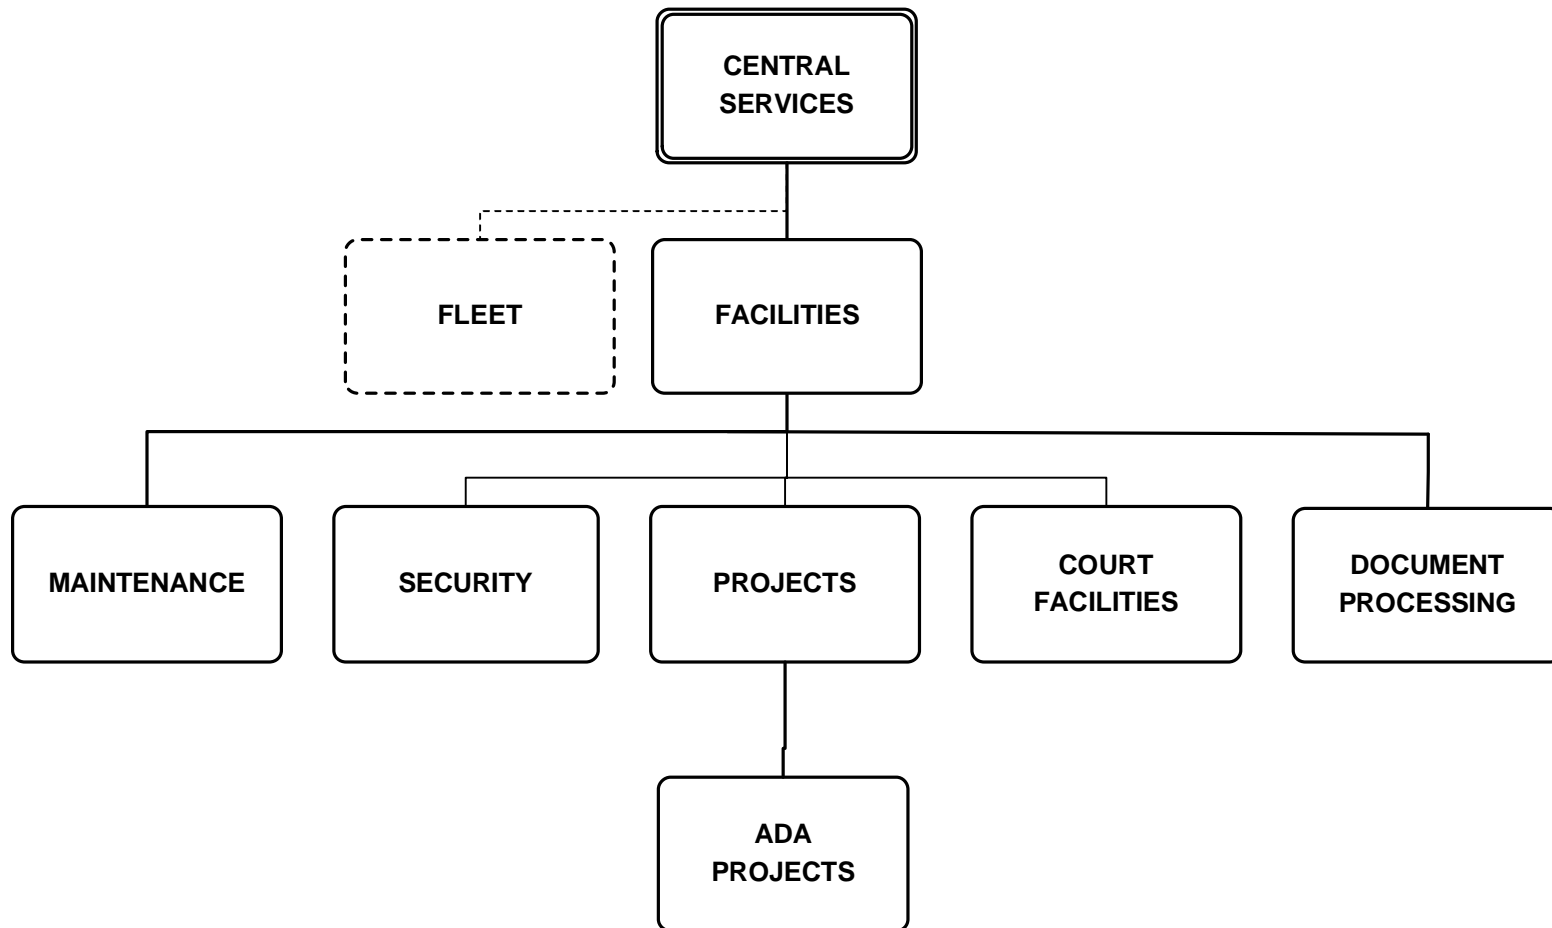 CENTRAL
SERVICES
FLEET
FACILITIES
MAINTENANCE
SECURITY
PROJECTS
COURT
FACILITIES
DOCUMENT
PROCESSING
ADA
PROJECTS